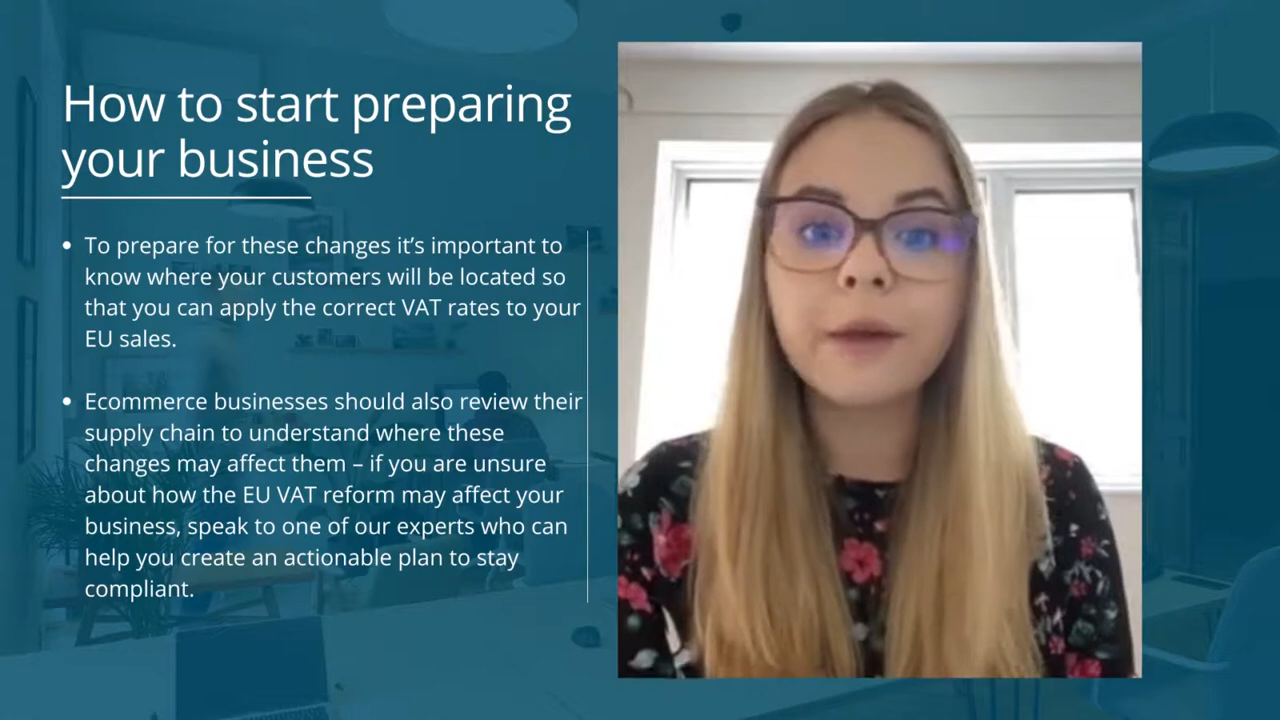 How to start preparing
your business
• To prepare for these changes it’s important to
know where your customers will be located so
that you can apply the correct VAT rates to your
EU sales.
• Ecommerce businesses should also review their
supply chain to understand where these
changes may affect them – if you are unsure
about how the EU VAT reform may affect your
business, speak to one of our experts who can
help you create an actionable plan to stay
compliant.